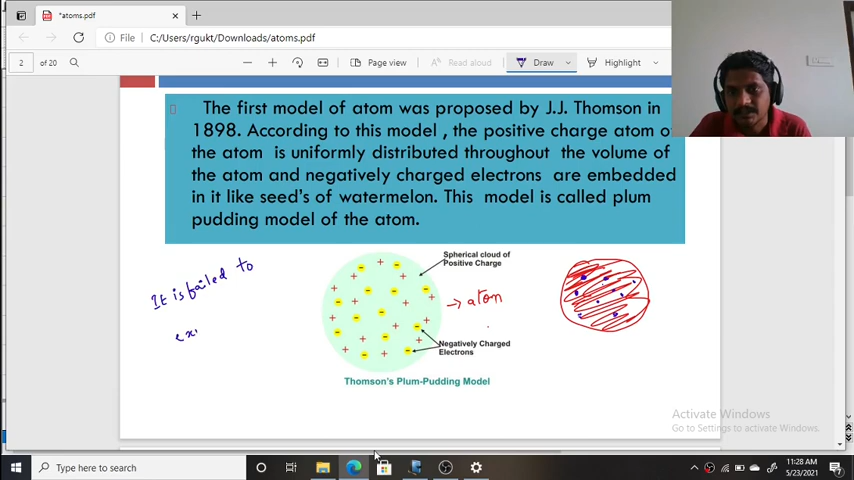 *atoms.pdf
File
C:/Users/rgukt/Downloads/atoms.pdf
2 of 20
Page view
Read aloud
Draw
Highlight
The first model of atom was proposed by J.J. Thomson in
1898. According to this model , the positive charge atom o
the atom is uniformly distributed throughout the volume of
the atom and negatively charged electrons are embedded
in it like seed's of watermelon. This model is called plum
pudding model of the atom.
Spherical cloud of
Positive Charge
It is failed to
→ atom
ex
Negatively Charged
Electrons
Thomson's Plum-Pudding Model
Activate Windows
Go to Settings to activate Windows.
Type here to search
11:28 AM
5/23/2021